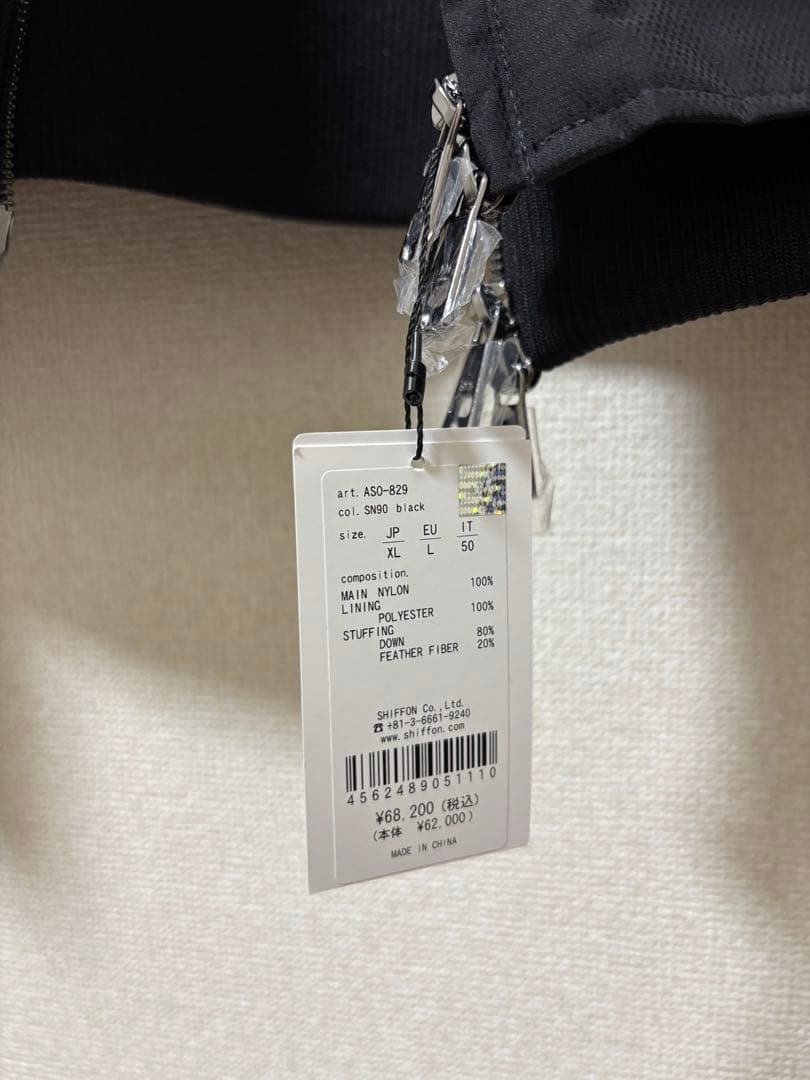 art. ASO-829
col. SN90 black
size. JP EU IT
XL L 50
composition.
MAIN NYLON 100%
LINING
POLYESTER 100%
STUFFING
DOWN 80%
FEATHER FIBER 20%
SHIFFON Co.,Ltd.
☎ +81-3-6661-9240
www.shiffon.com
4562489051110
¥68,200(税込)
(本体 ¥62,000)
MADE IN CHINA